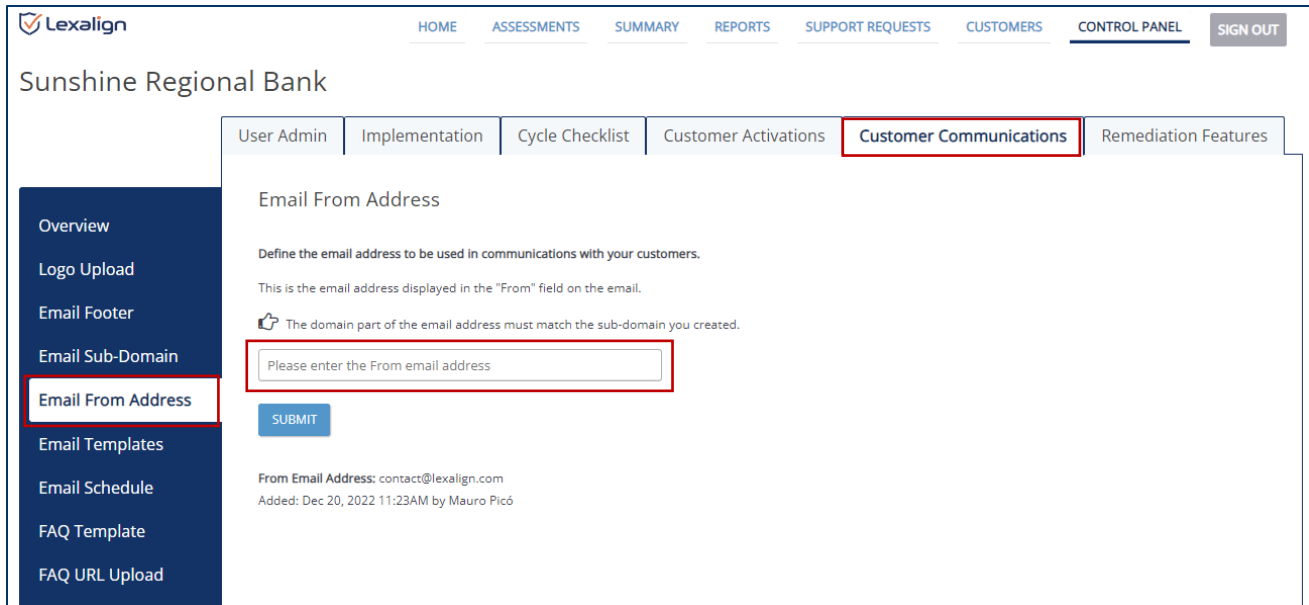 Lexalign
HOME ASSESSMENTS SUMMARY REPORTS SUPPORT REQUESTS CUSTOMERS CONTROL PANEL SIGN OUT
Sunshine Regional Bank
User Admin Implementation Cycle Checklist Customer Activations Customer Communications Remediation Features
Overview
Logo Upload
Email Footer
Email Sub-Domain
Email From Address
Email Templates
Email Schedule
FAQ Template
FAQ URL Upload
Email From Address
Define the email address to be used in communications with your customers.
This is the email address displayed in the "From" field on the email.
The domain part of the email address must match the sub-domain you created.
Please enter the From email address
SUBMIT
From Email Address: contact@lexalign.com
Added: Dec 20, 2022 11:23AM by Mauro Picó